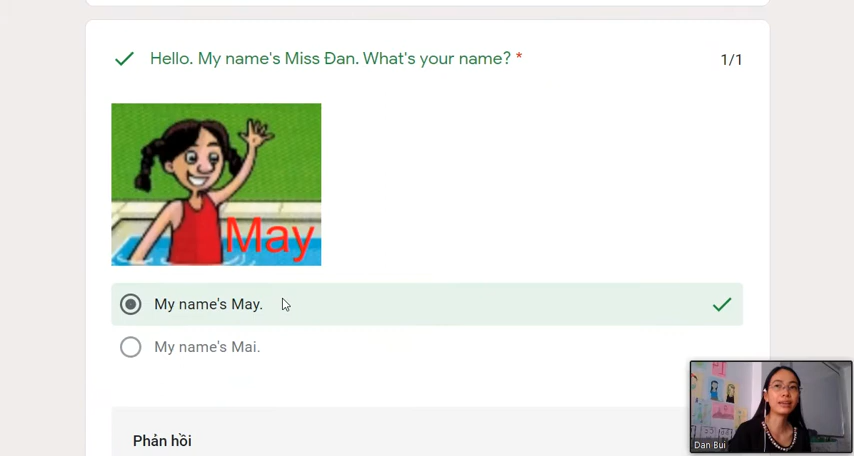 Hello. My name's Miss Đan. What's your name? *
1/1
May
My name's May.
My name's Mai.
Phản hồi
Dan Bui